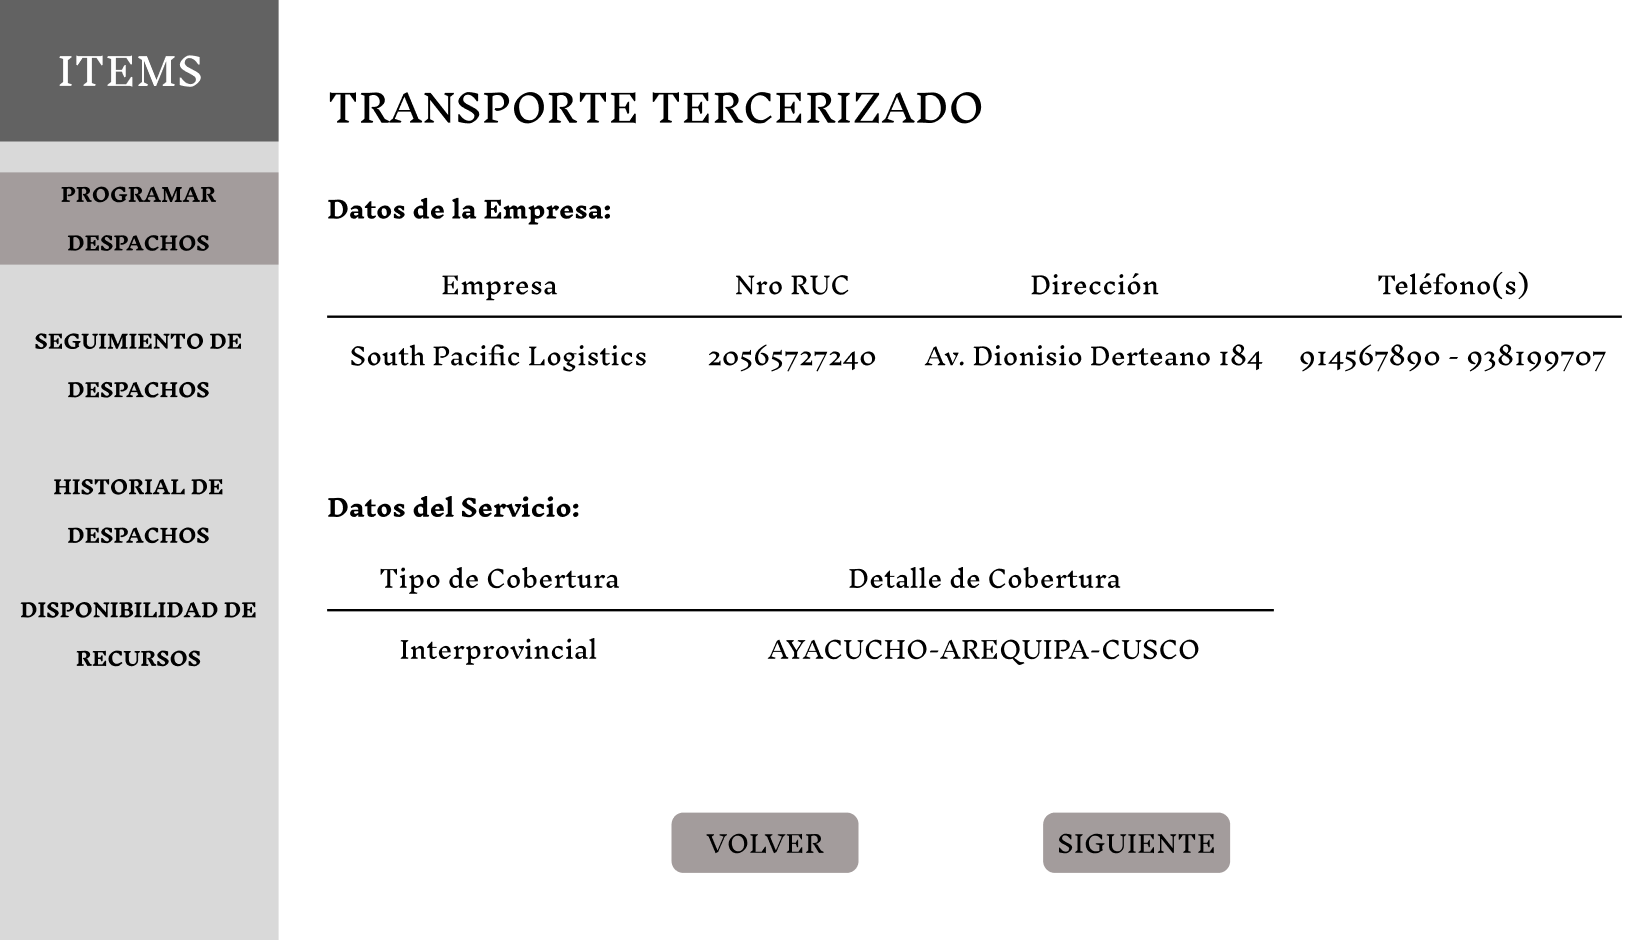 ITEMS
PROGRAMAR
DESPACHOS
SEGUIMIENTO DE
DESPACHOS
HISTORIAL DE
DESPACHOS
DISPONIBILIDAD DE
RECURSOS
TRANSPORTE TERCERIZADO
Datos de la Empresa:
Empresa Nro RUC Dirección Teléfono(s)
South Pacific Logistics 20565727240 Av. Dionisio Derteano 184 914567890 - 938199707
Datos del Servicio:
Tipo de Cobertura Detalle de Cobertura
Interprovincial AYACUCHO-AREQUIPA-CUSCO
VOLVER SIGUIENTE